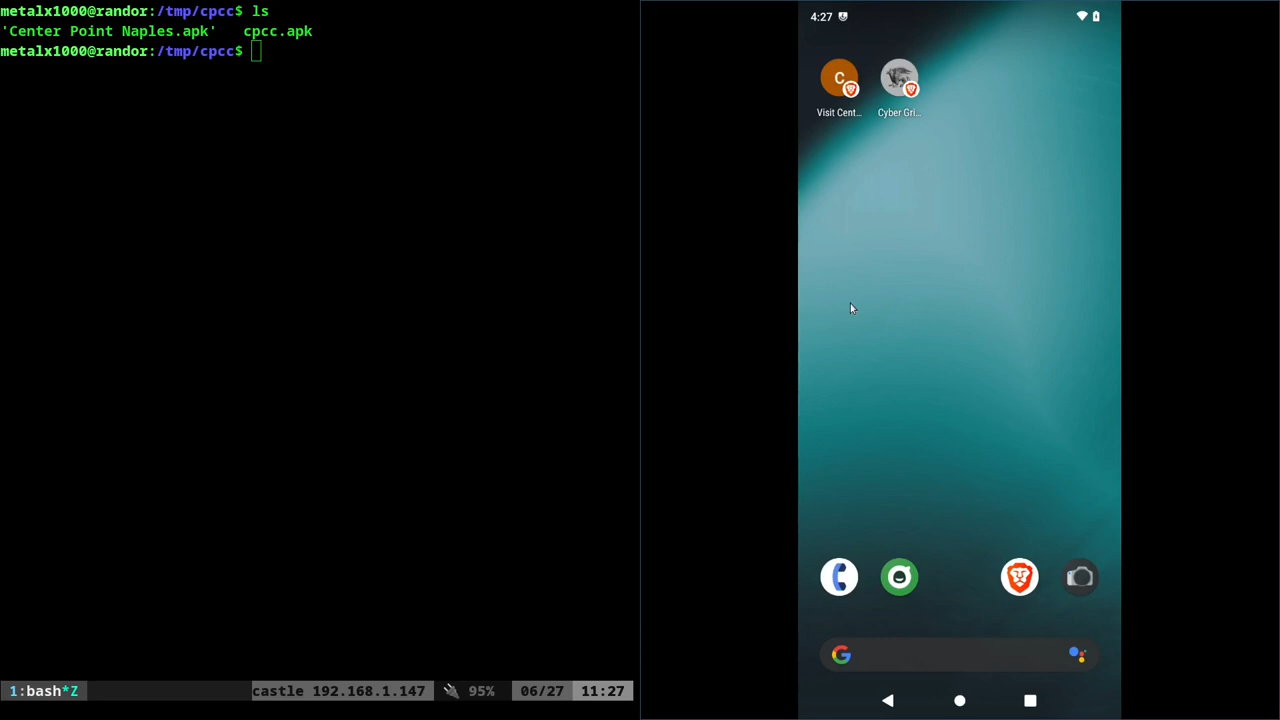 metalx1000@randor:/tmp/cpcc$ ls
'Center Point Naples.apk'   cpcc.apk
metalx1000@randor:/tmp/cpcc$
1:bash*Z
castle 192.168.1.147
95%
06/27
11:27
4:27
C
Visit Cent...
Cyber Gri...
G